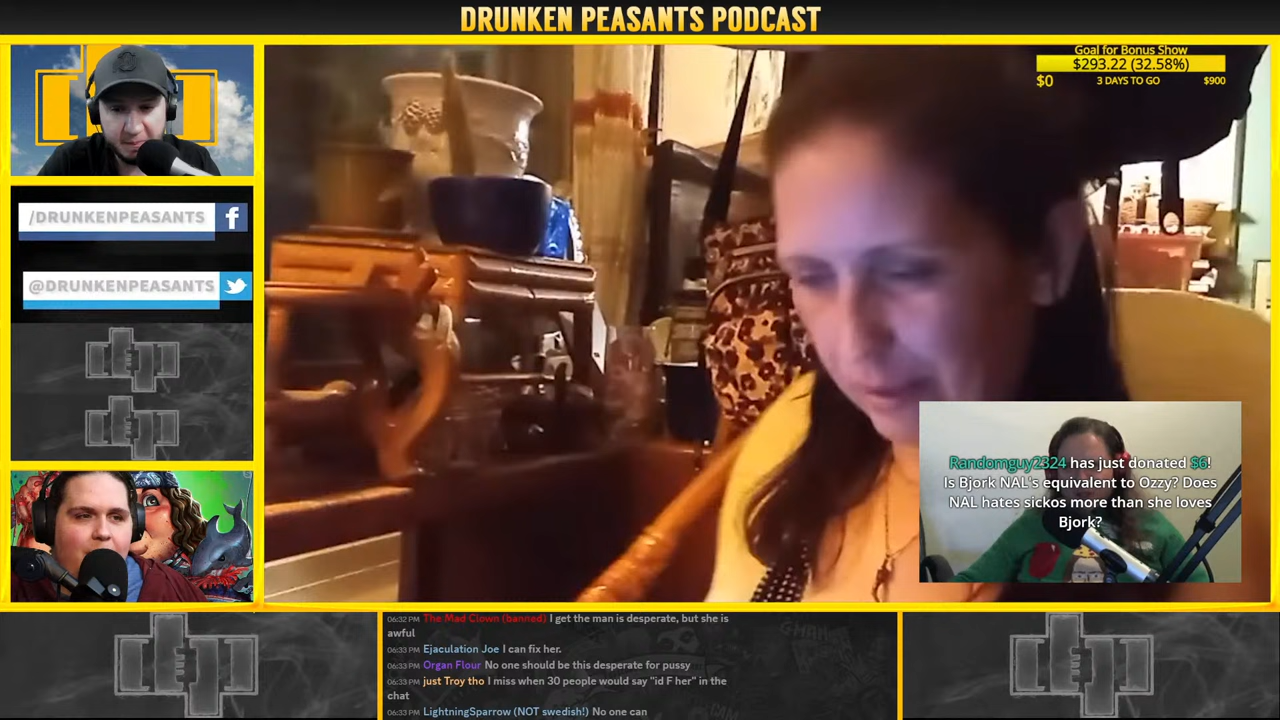 DRUNKEN PEASANTS PODCAST
Goal for Bonus Show
$293.22 (32.58%)
$0 3 DAYS TO GO $900
/DRUNKENPEASANTS f
@DRUNKENPEASANTS
Randomguy2324 has just donated $6!
Is Bjork NAL's equivalent to Ozzy? Does
NAL hates sickos more than she loves
Bjork?
06:32 PM The Mad Clown (banned) I get the man is desperate, but she is
awful
06:33 PM Ejaculation Joe I can fix her.
06:33 PM Organ Flour No one should be this desperate for pussy
06:33 PM just Troy tho I miss when 30 people would say "id F her" in the
chat
06:33 PM LightningSparrow (NOT swedish!) No one can